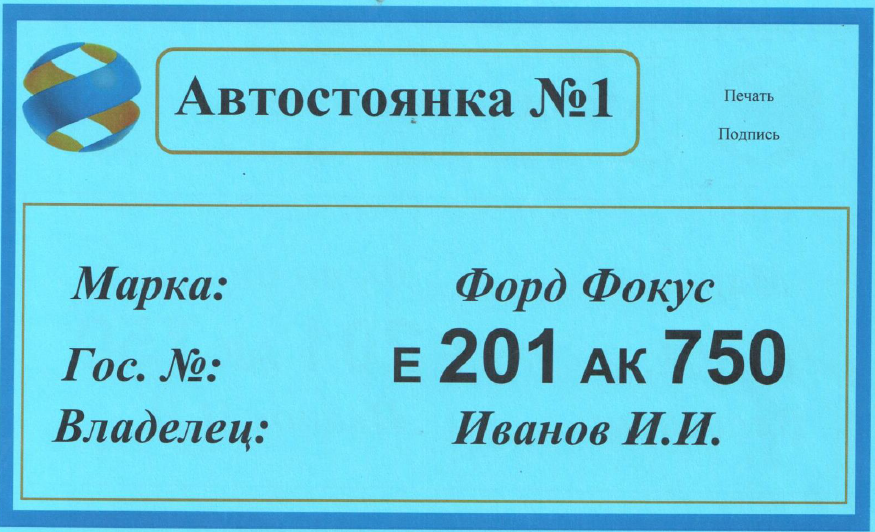 Автостоянка №1
Печать
Подпись
Марка: Форд Фокус
Гос. №: Е 201 АК 750
Владелец: Иванов И.И.